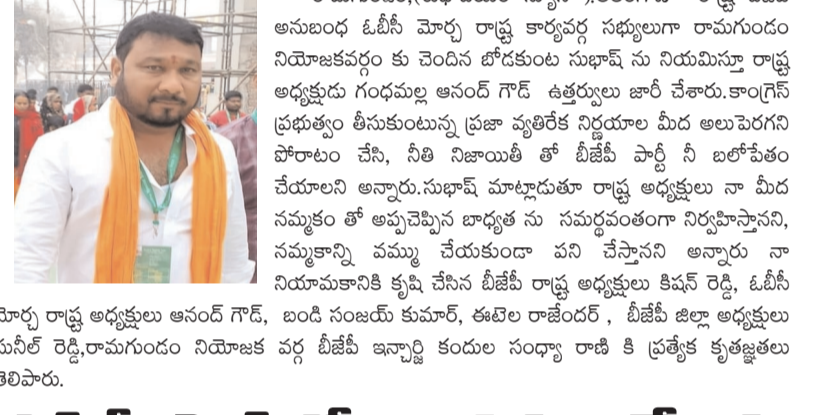 అనుబంధ ఓబీసీ మోర్చ రాష్ట్ర కార్యవర్గ సభ్యులుగా రామగుండం
నియోజకవర్గం కు చెందిన బోడకుంట సుభాష్ ను నియమిస్తూ రాష్ట్ర
అధ్యక్షుడు గంధమల్ల ఆనంద్ గౌడ్ ఉత్తర్వులు జారీ చేశారు.కాంగ్రెస్
ప్రభుత్వం తీసుకుంటున్న ప్రజా వ్యతిరేక నిర్ణయాల మీద అలుపెరగని
పోరాటం చేసి, నీతి నిజాయితీ తో బీజేపీ పార్టీ నీ బలోపేతం
చేయాలని అన్నారు.సుభాష్ మాట్లాడుతూ రాష్ట్ర అధ్యక్షులు నా మీద
నమ్మకం తో అప్పచెప్పిన బాధ్యత ను సమర్థవంతంగా నిర్వహిస్తానని,
నమ్మకాన్ని వమ్ము చేయకుండా పని చేస్తానని అన్నారు నా
నియామకానికి కృషి చేసిన బీజేపీ రాష్ట్ర అధ్యక్షులు కిషన్ రెడ్డి, ఓబీసీ
మోర్చ రాష్ట్ర అధ్యక్షులు ఆనంద్ గౌడ్, బండి సంజయ్ కుమార్, ఈటెల రాజేందర్ , బీజేపీ జిల్లా అధ్యక్షులు
సునీల్ రెడ్డి,రామగుండం నియోజక వర్గ బీజేపీ ఇన్చార్జి కందుల సంధ్యా రాణి కి ప్రత్యేక కృతజ్ఞతలు
తెలిపారు.